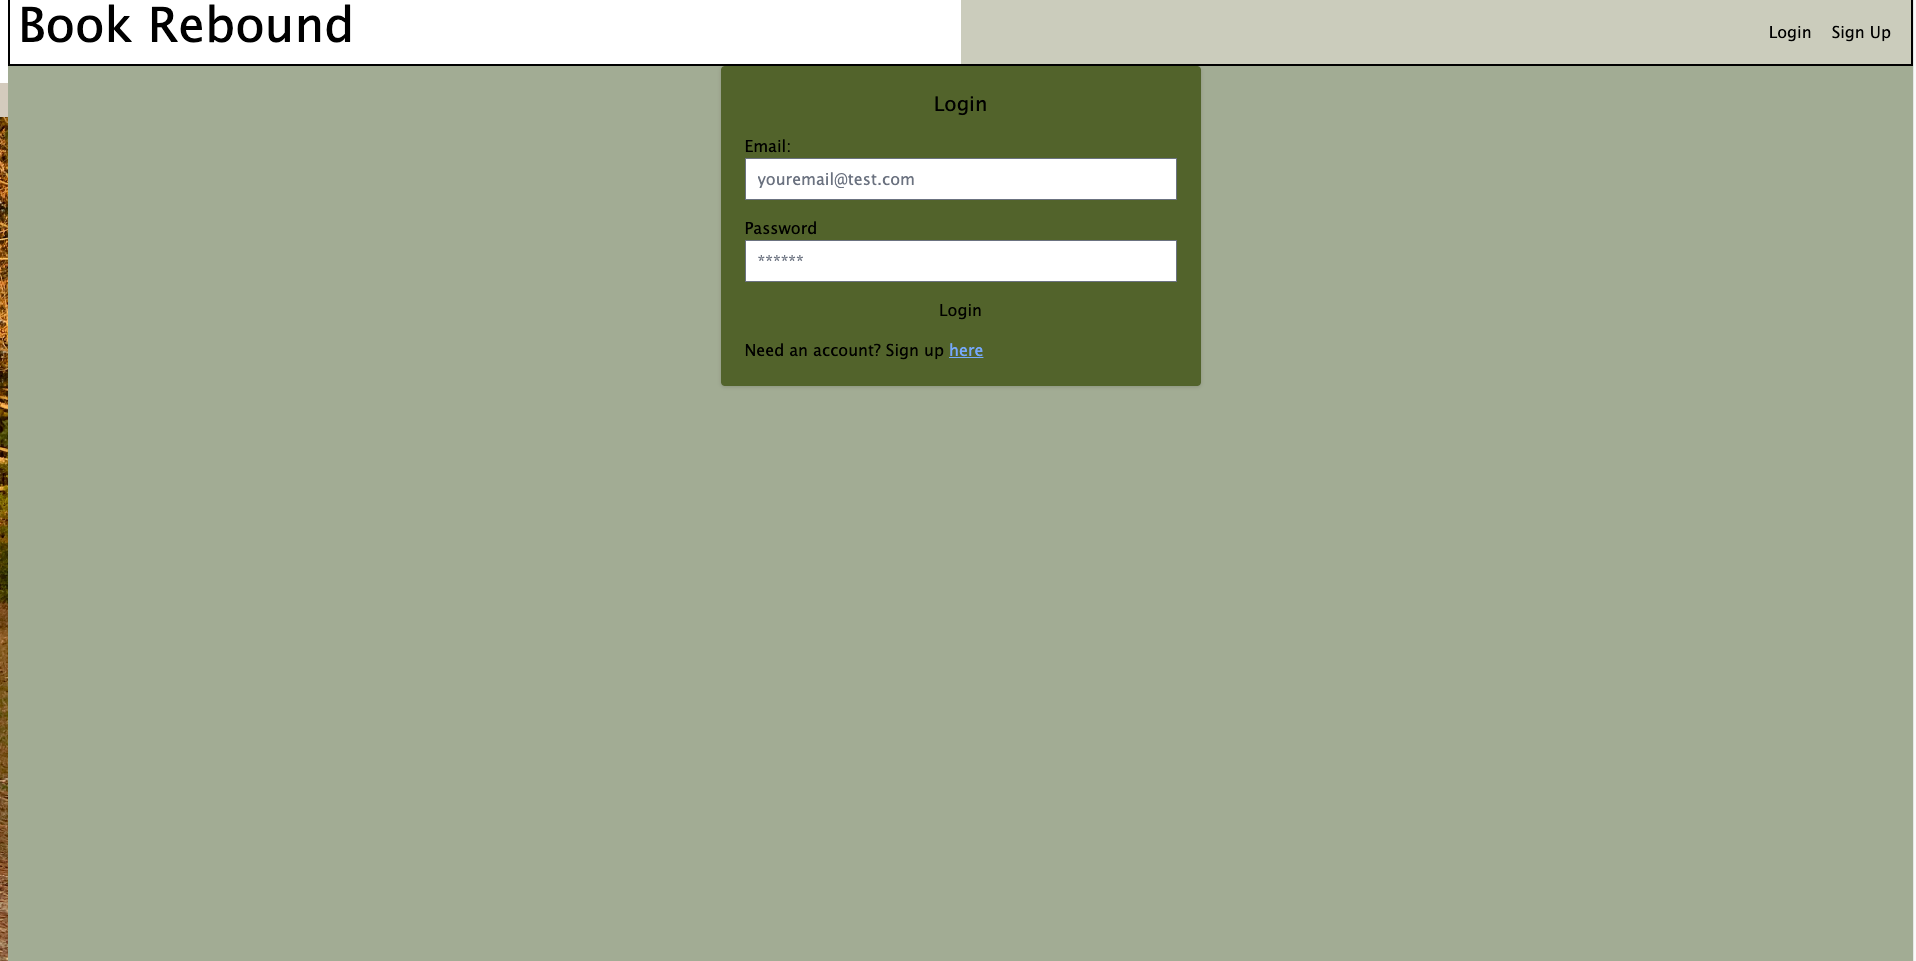 Book Rebound
Login Sign Up
Login
Email:
youremail@test.com
Password
******
Login
Need an account? Sign up here